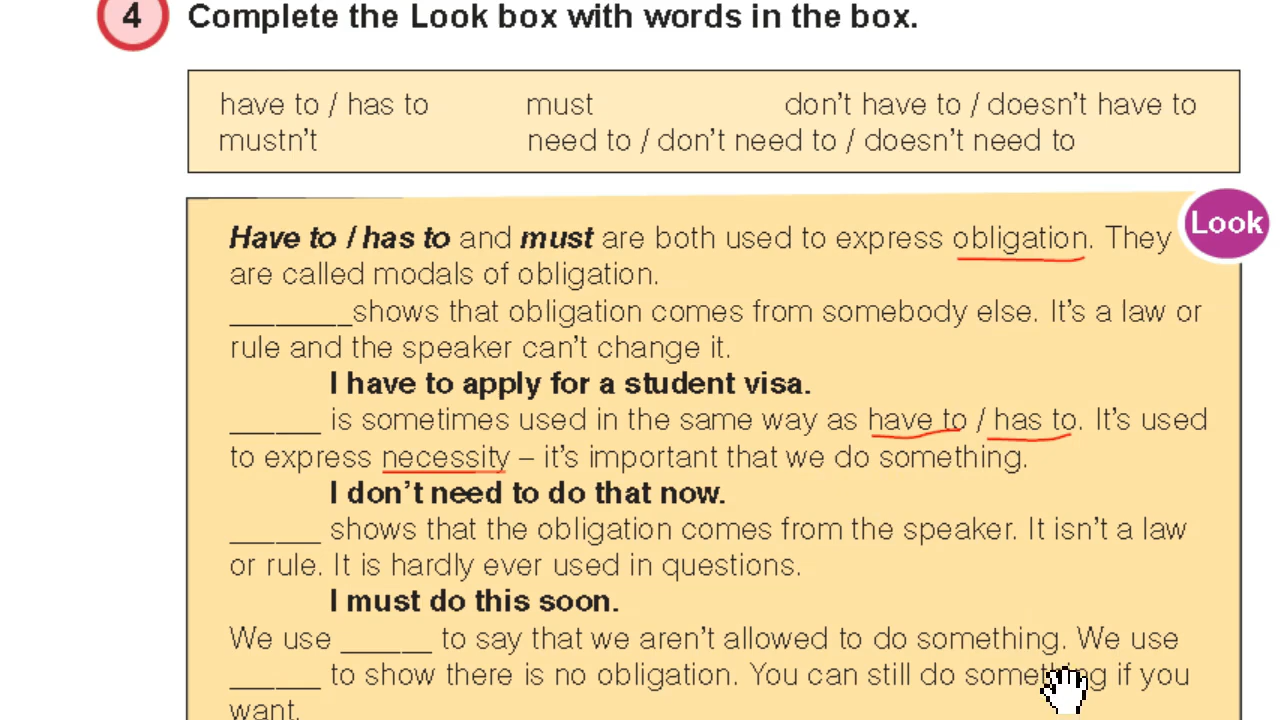 4 Complete the Look box with words in the box.
have to / has to must don't have to / doesn't have to
mustn't need to / don't need to / doesn't need to
Look
Have to / has to and must are both used to express obligation. They
are called modals of obligation.
________shows that obligation comes from somebody else. It's a law or
rule and the speaker can't change it.
I have to apply for a student visa.
______ is sometimes used in the same way as have to / has to. It's used
to express necessity – it's important that we do something.
I don't need to do that now.
______ shows that the obligation comes from the speaker. It isn't a law
or rule. It is hardly ever used in questions.
I must do this soon.
We use ______ to say that we aren't allowed to do something. We use
______ to show there is no obligation. You can still do something if you
want.